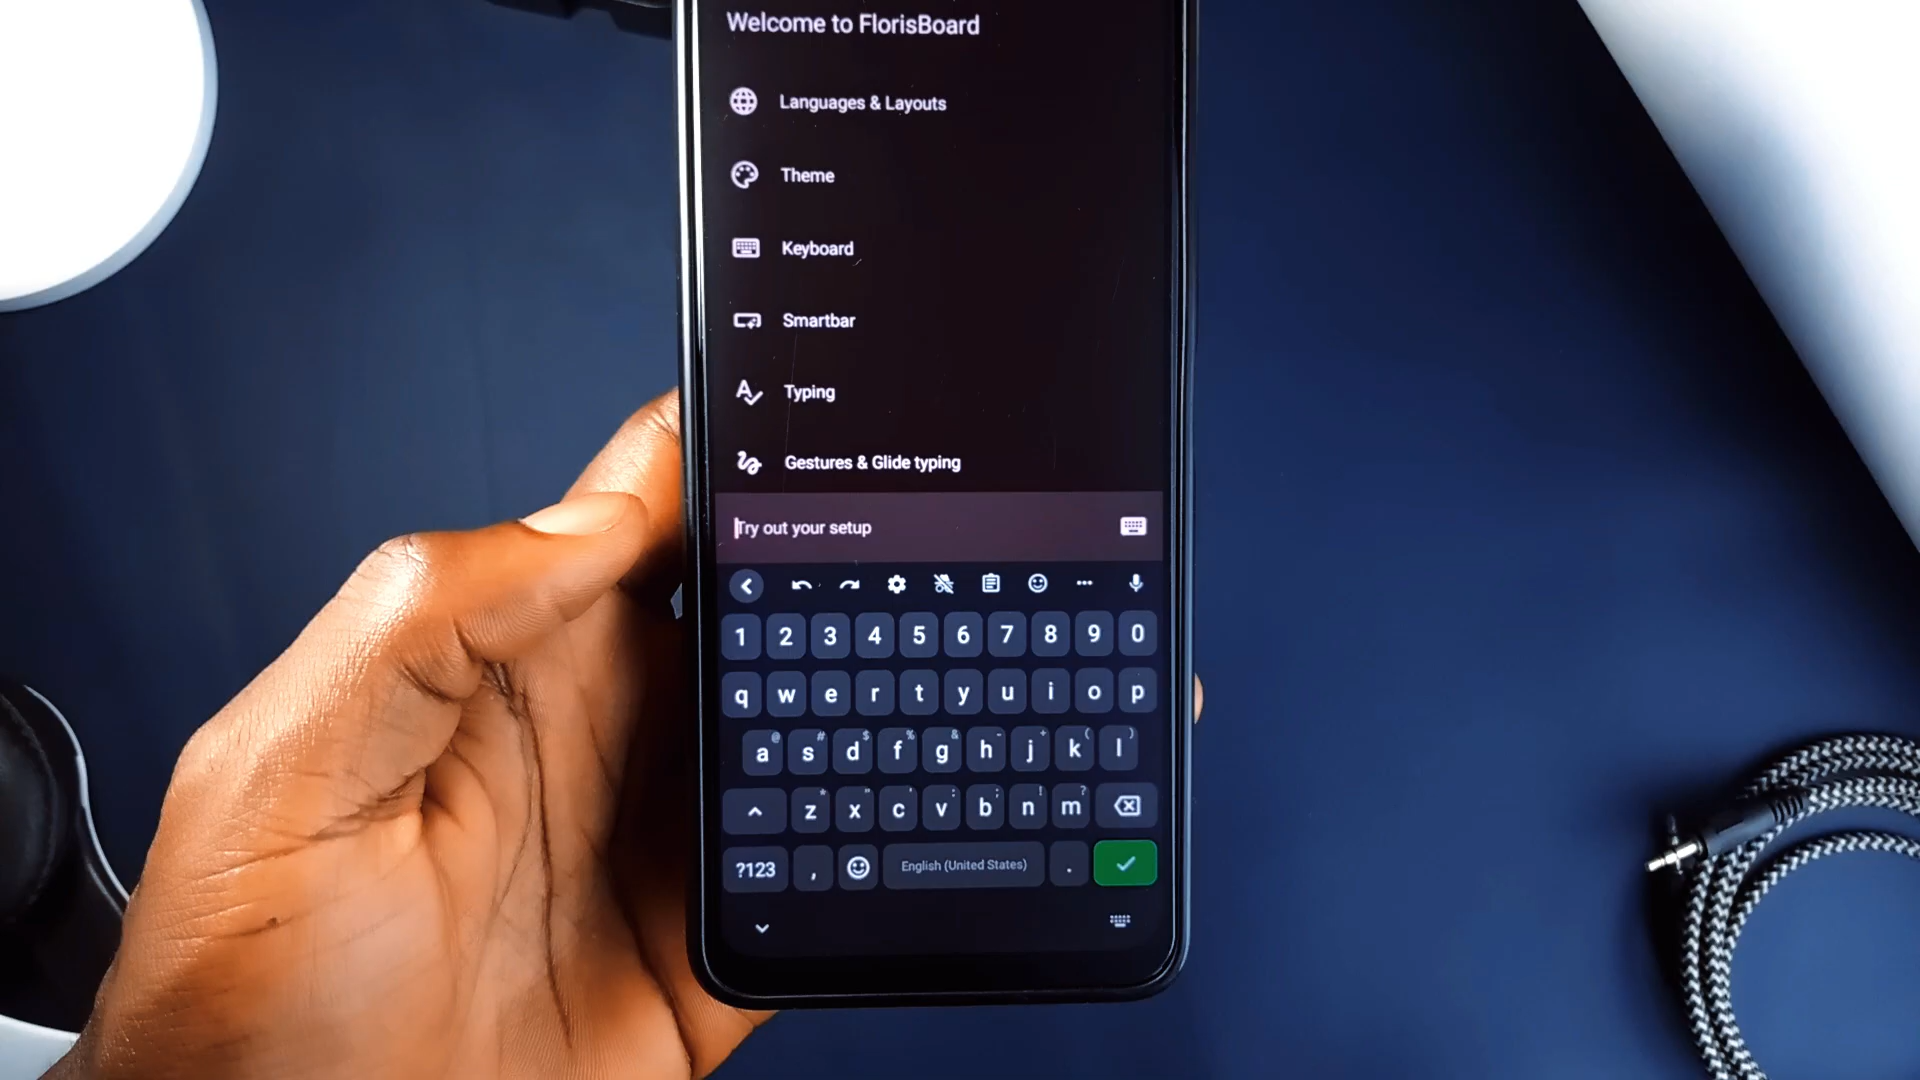 Welcome to FlorisBoard
Languages & Layouts
Theme
Keyboard
Smartbar
Typing
Gestures & Glide typing
Try out your setup
1 2 3 4 5 6 7 8 9 0
q w e r t y u i o p
@ # $ % & - + ( )
a s d f g h j k l
* " ' : ; ! ?
z x c v b n m
?123 , English (United States) .